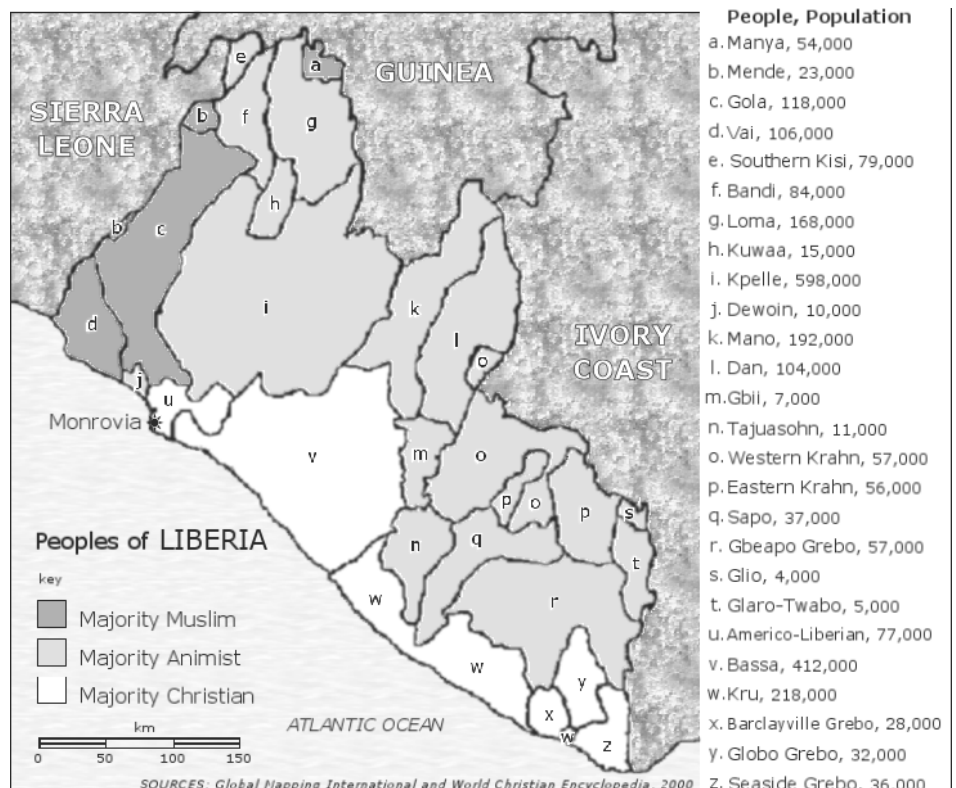 People, Population
a. Manya, 54,000
b. Mende, 23,000
c. Gola, 118,000
d. Vai, 106,000
e. Southern Kisi, 79,000
f. Bandi, 84,000
g. Loma, 168,000
h. Kuwaa, 15,000
i. Kpelle, 598,000
j. Dewoin, 10,000
k. Mano, 192,000
l. Dan, 104,000
m. Gbii, 7,000
n. Tajuasohn, 11,000
o. Western Krahn, 57,000
p. Eastern Krahn, 56,000
q. Sapo, 37,000
r. Gbeapo Grebo, 57,000
s. Glio, 4,000
t. Glaro-Twabo, 5,000
u. Americo-Liberian, 77,000
v. Bassa, 412,000
w. Kru, 218,000
x. Barclayville Grebo, 28,000
y. Globo Grebo, 32,000
z. Seaside Grebo, 36,000
GUINEA
SIERRA
LEONE
IVORY
COAST
e
a
b
f
g
h
b
c
d
i
k
l
o
j
u
Monrovia
v
m
o
p
o
p
s
n
q
t
w
r
w
y
x
w
z
Peoples of LIBERIA
key
Majority Muslim
Majority Animist
Majority Christian
km
0 50 100 150
ATLANTIC OCEAN
SOURCES: Global Mapping International and World Christian Encyclopedia, 2000